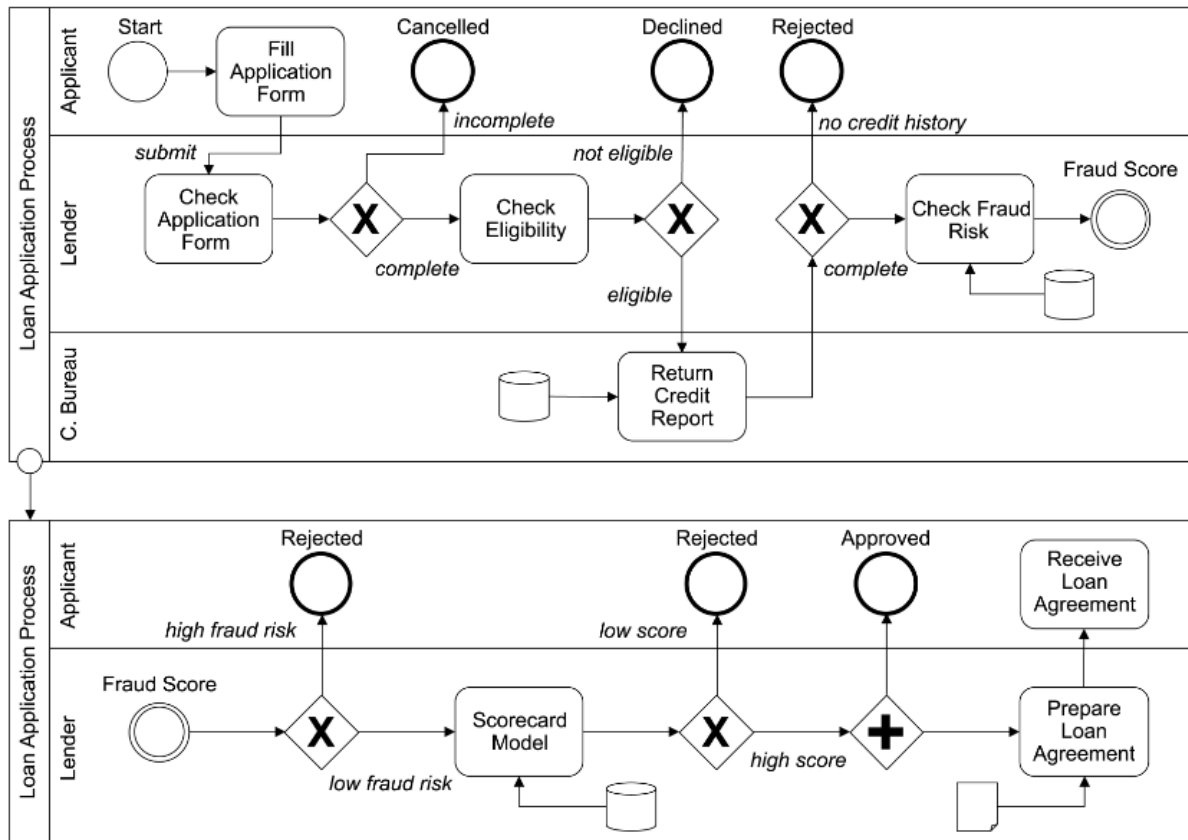 Loan Application Process
Applicant
Start
Fill
Application
Form
Cancelled
Declined
Rejected
incomplete
no credit history
Lender
submit
not eligible
Check
Application
Form
X
complete
Check
Eligibility
X
eligible
X
complete
Check Fraud
Risk
Fraud Score
C. Bureau
Return
Credit
Report
Loan Application Process
Applicant
Rejected
high fraud risk
Rejected
low score
Approved
Receive
Loan
Agreement
Lender
Fraud Score
X
low fraud risk
Scorecard
Model
X
high score
Prepare
Loan
Agreement